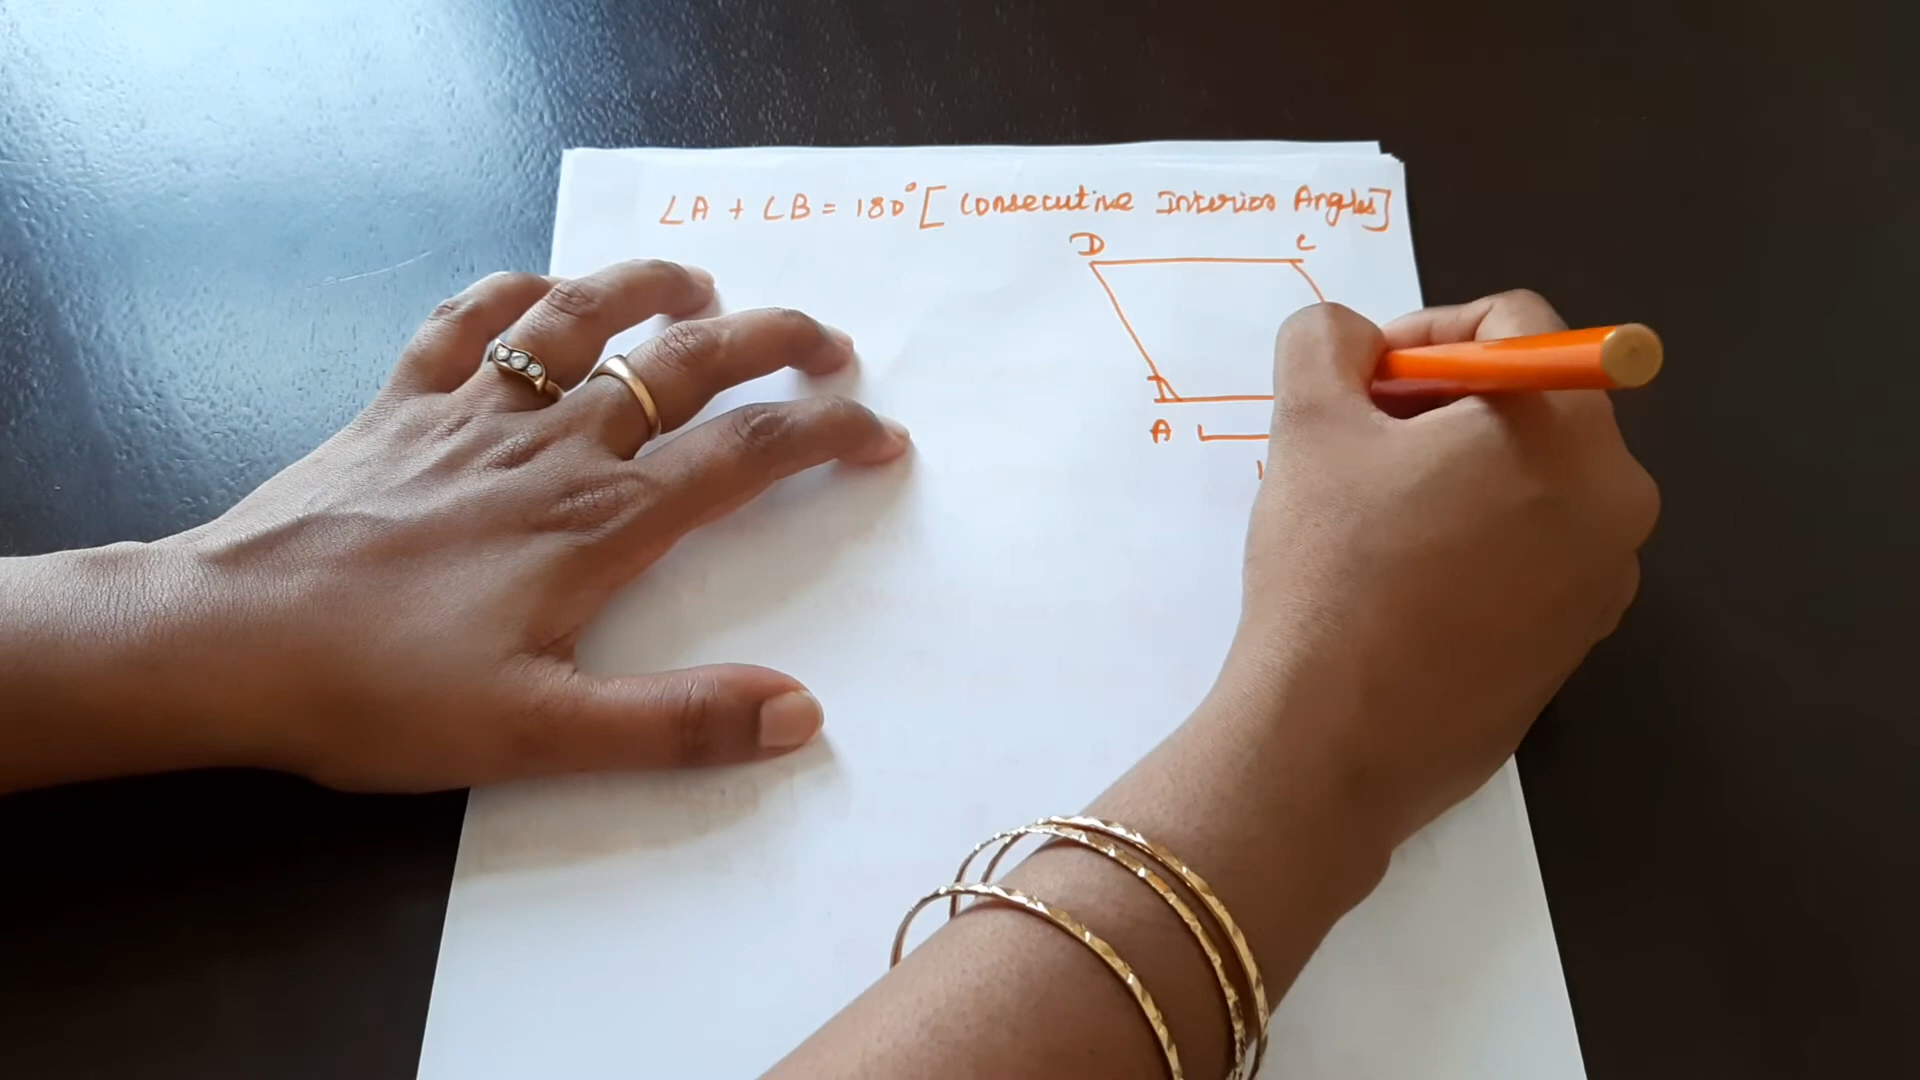 ∠A + ∠B = 180° [Consecutive Interior Angles]
D C
A